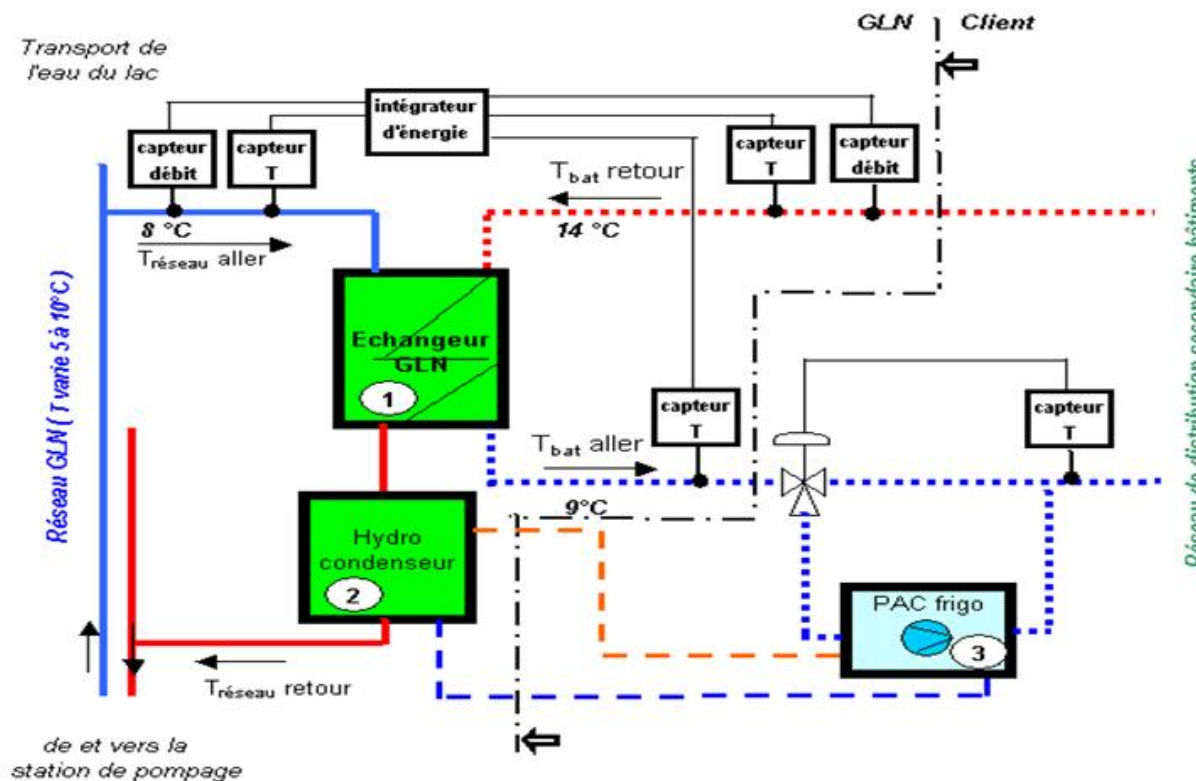 GLN Client
Transport de
l'eau du lac
intégrateur
d'énergie
capteur
débit
capteur
T
capteur
T
capteur
débit
T bat retour
8 °C
T réseau aller
14 °C
Echangeur
GLN
1
Réseau GLN ( T varie 5 à 10°C )
capteur
T
capteur
T
T bat aller
9°C
Hydro
condenseur
2
PAC frigo
3
T réseau retour
de et vers la
station de pompage